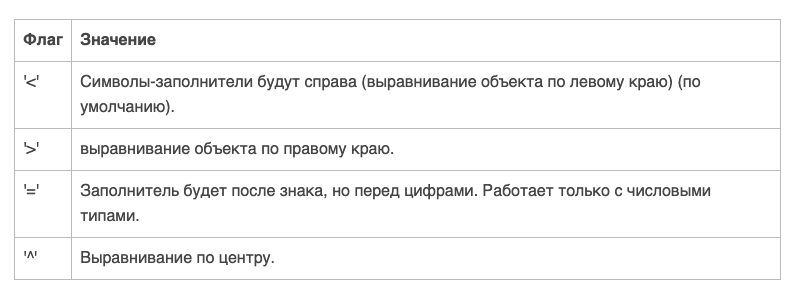 Флаг Значение
'<' Символы-заполнители будут справа (выравнивание объекта по левому краю) (по
умолчанию).
'>' выравнивание объекта по правому краю.
'=' Заполнитель будет после знака, но перед цифрами. Работает только с числовыми
типами.
'^' Выравнивание по центру.